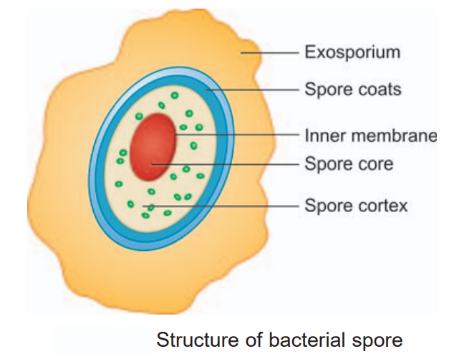 Exosporium
Spore coats
Inner membrane
Spore core
Spore cortex
Structure of bacterial spore